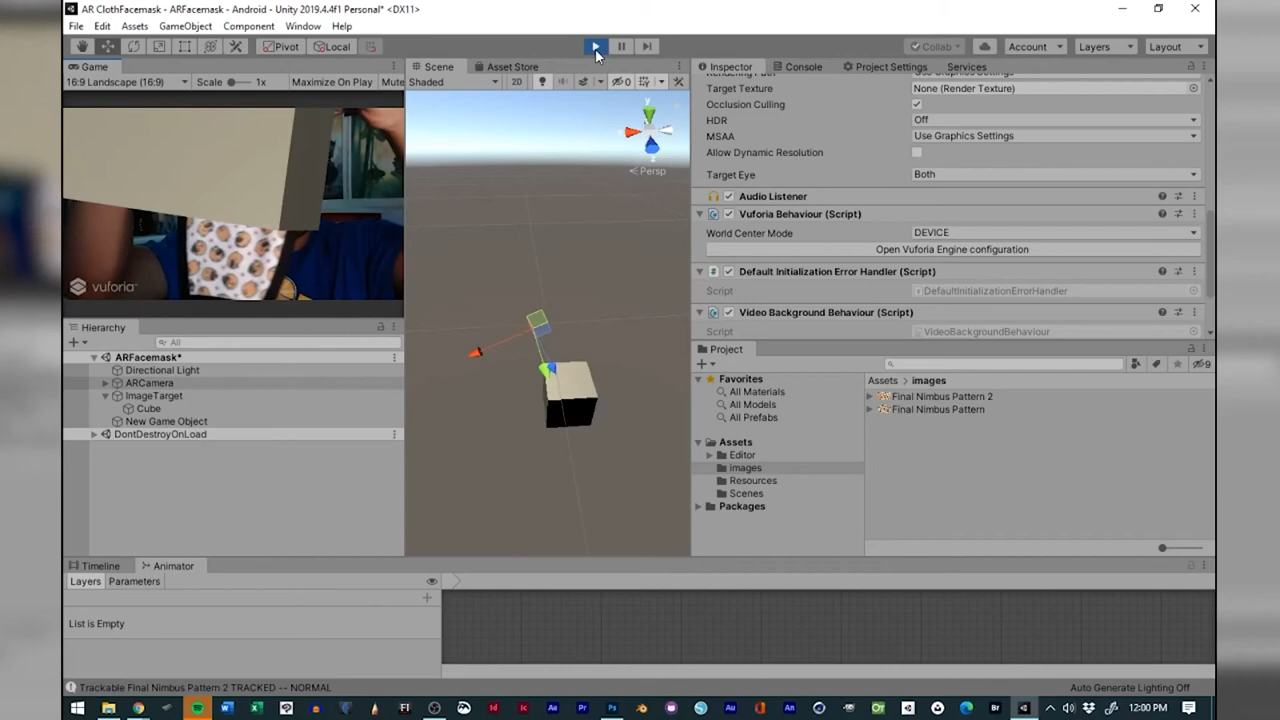 AR ClothFacemask - ARFacemask - Android - Unity 2019.4.4f1 Personal* <DX11>
File Edit Assets GameObject Component Window Help
Pivot Local Collab Account Layers Layout
Game
16:9 Landscape (16:9) Scale 1x Maximize On Play Mute
vuforia™
Scene Asset Store
Shaded 2D 0
y
z
Persp
Inspector Console Project Settings Services
Target Texture None (Render Texture)
Occlusion Culling
HDR Off
MSAA Use Graphics Settings
Allow Dynamic Resolution
Target Eye Both
Audio Listener
Vuforia Behaviour (Script)
World Center Mode DEVICE
Open Vuforia Engine configuration
Default Initialization Error Handler (Script)
Script DefaultInitializationErrorHandler
Video Background Behaviour (Script)
Script VideoBackgroundBehaviour
Hierarchy
All
ARFacemask*
Directional Light
ARCamera
ImageTarget
Cube
New Game Object
DontDestroyOnLoad
Project
9
Favorites
All Materials
All Models
All Prefabs
Assets
Editor
images
Resources
Scenes
Packages
Assets images
Final Nimbus Pattern 2
Final Nimbus Pattern
Timeline Animator
Layers Parameters
List is Empty
Trackable Final Nimbus Pattern 2 TRACKED -- NORMAL
Auto Generate Lighting Off
12:00 PM